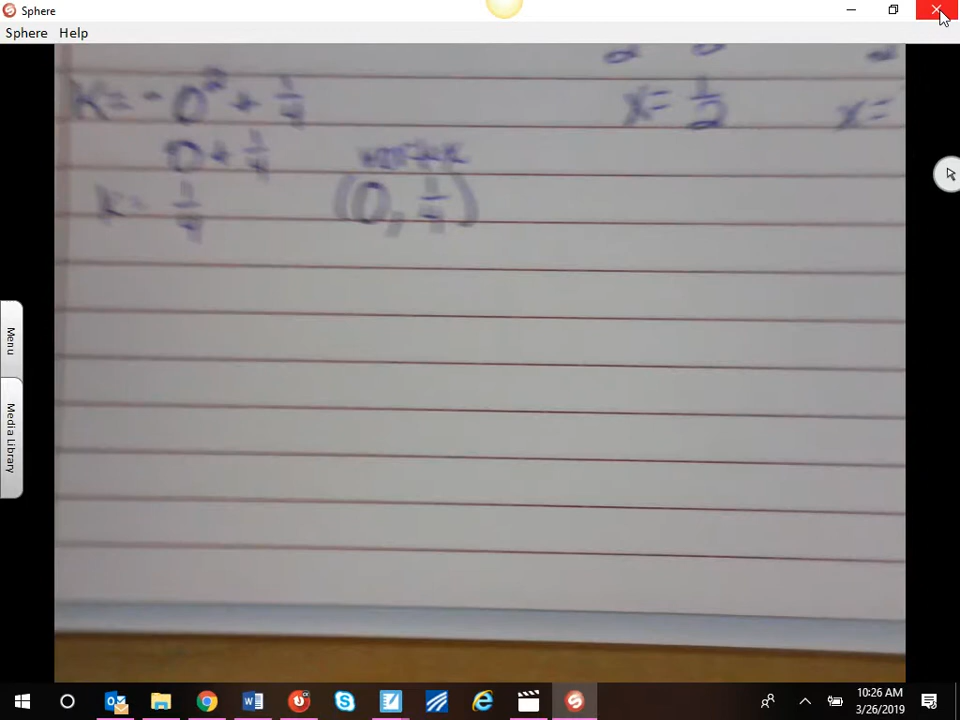 Sphere
Sphere Help
K = -0² + 1/4
0 + 1/4
K = 1/4
vertex
(0, 1/4)
x = 1/2
x =
Menu
Media Library
10:26 AM
3/26/2019